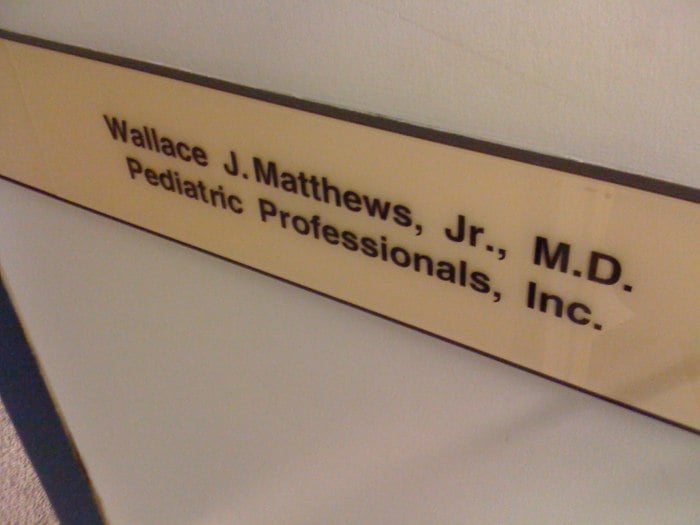 Wallace J. Matthews, Jr., M.D.
Pediatric Professionals, Inc.